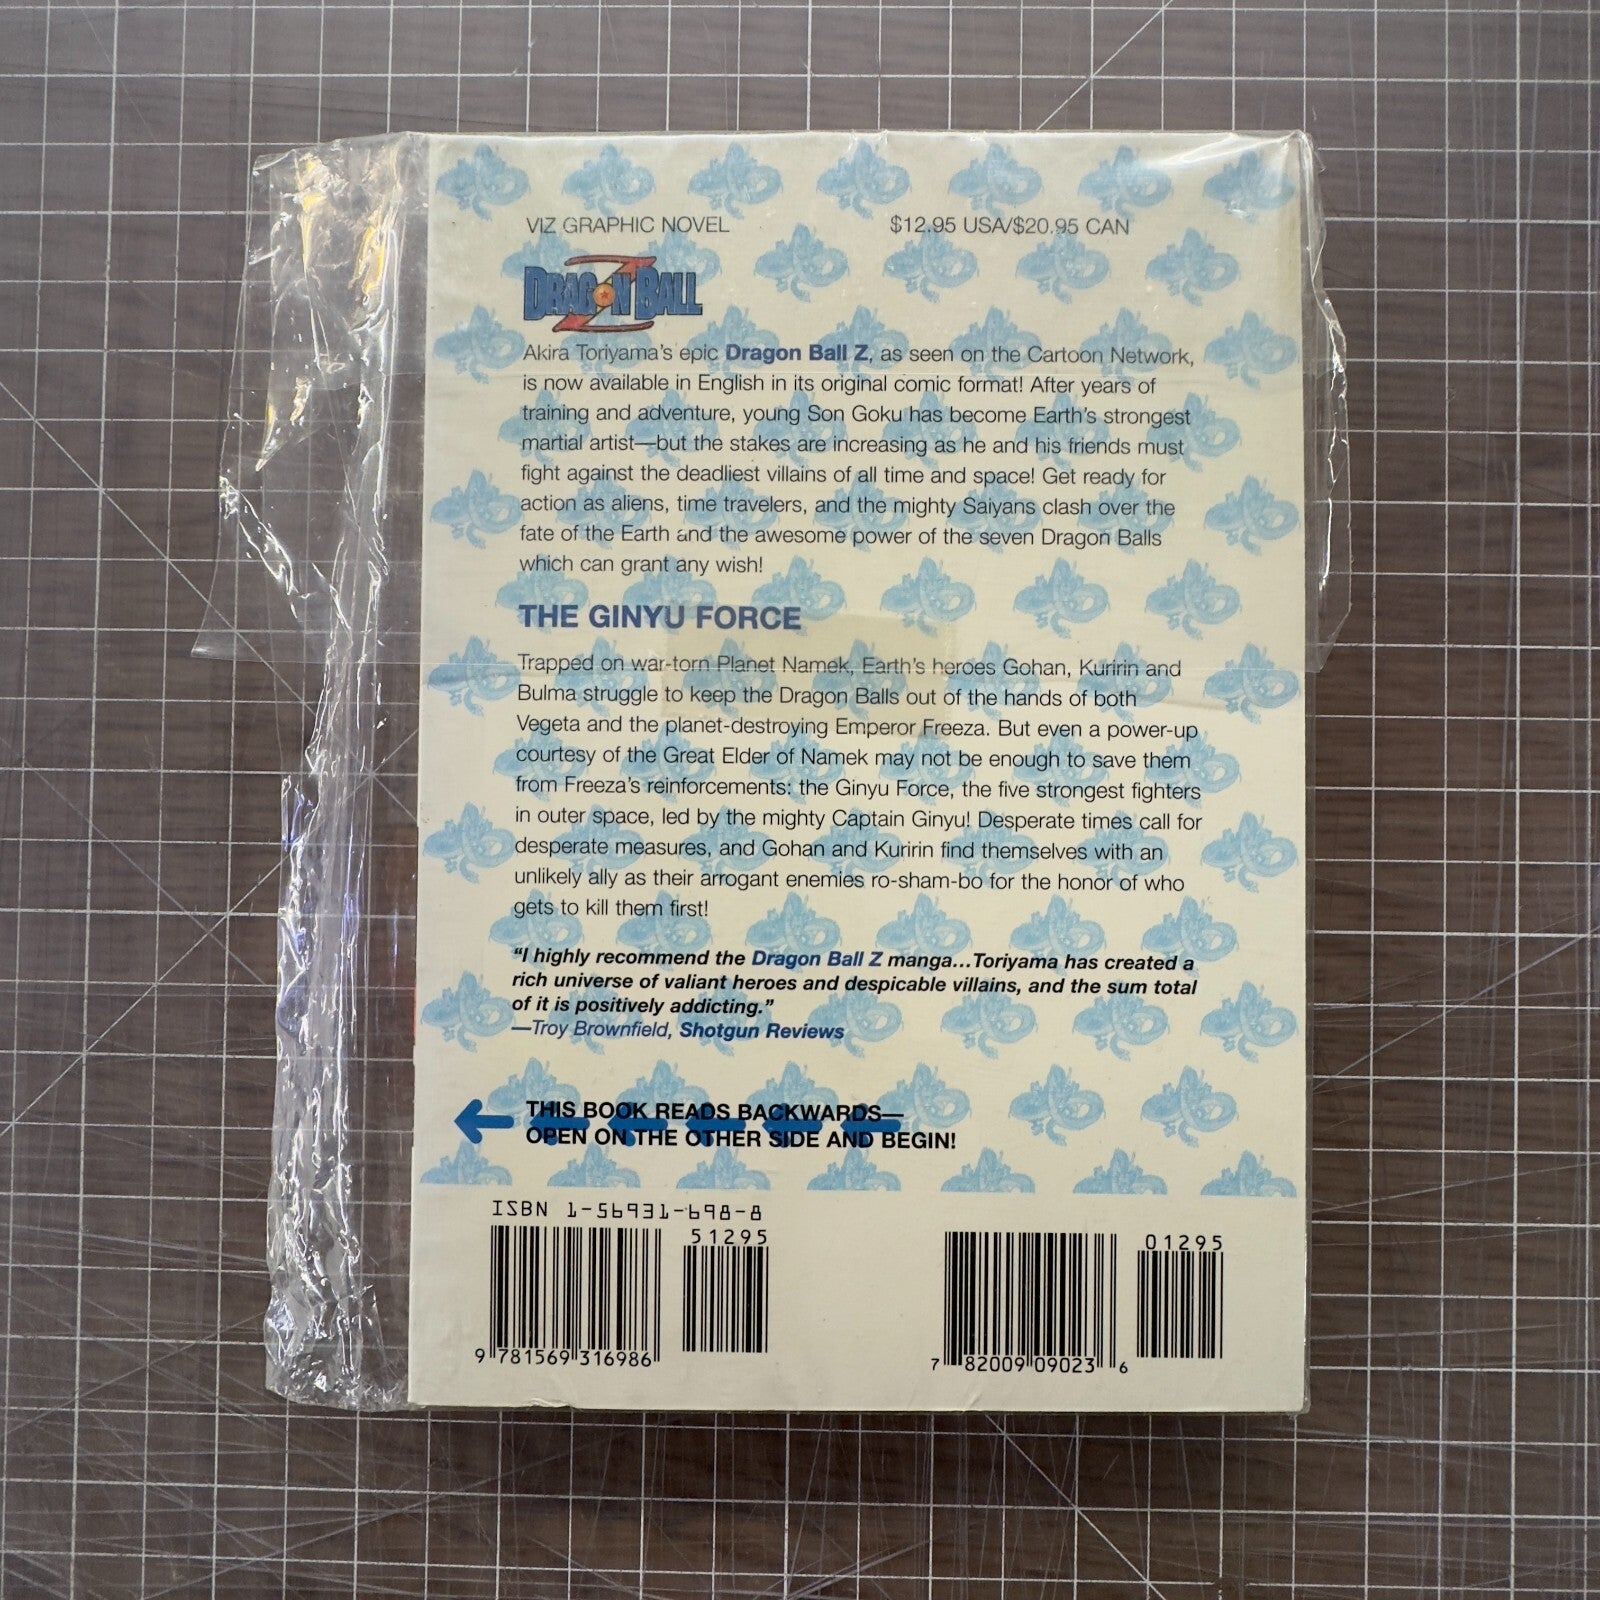 VIZ GRAPHIC NOVEL $12.95 USA/$20.95 CAN
DRAGON BALL Z
Akira Toriyama's epic Dragon Ball Z, as seen on the Cartoon Network,
is now available in English in its original comic format! After years of
training and adventure, young Son Goku has become Earth's strongest
martial artist—but the stakes are increasing as he and his friends must
fight against the deadliest villains of all time and space! Get ready for
action as aliens, time travelers, and the mighty Saiyans clash over the
fate of the Earth and the awesome power of the seven Dragon Balls
which can grant any wish!
THE GINYU FORCE
Trapped on war-torn Planet Namek, Earth's heroes Gohan, Kuririn and
Bulma struggle to keep the Dragon Balls out of the hands of both
Vegeta and the planet-destroying Emperor Freeza. But even a power-up
courtesy of the Great Elder of Namek may not be enough to save them
from Freeza's reinforcements: the Ginyu Force, the five strongest fighters
in outer space, led by the mighty Captain Ginyu! Desperate times call for
desperate measures, and Gohan and Kuririn find themselves with an
unlikely ally as their arrogant enemies ro-sham-bo for the honor of who
gets to kill them first!
“I highly recommend the Dragon Ball Z manga...Toriyama has created a
rich universe of valiant heroes and despicable villains, and the sum total
of it is positively addicting.”
—Troy Brownfield, Shotgun Reviews
THIS BOOK READS BACKWARDS—
OPEN ON THE OTHER SIDE AND BEGIN!
ISBN 1-56931-698-8
51295 01295
9 781569 316986 7 82009 09023 6